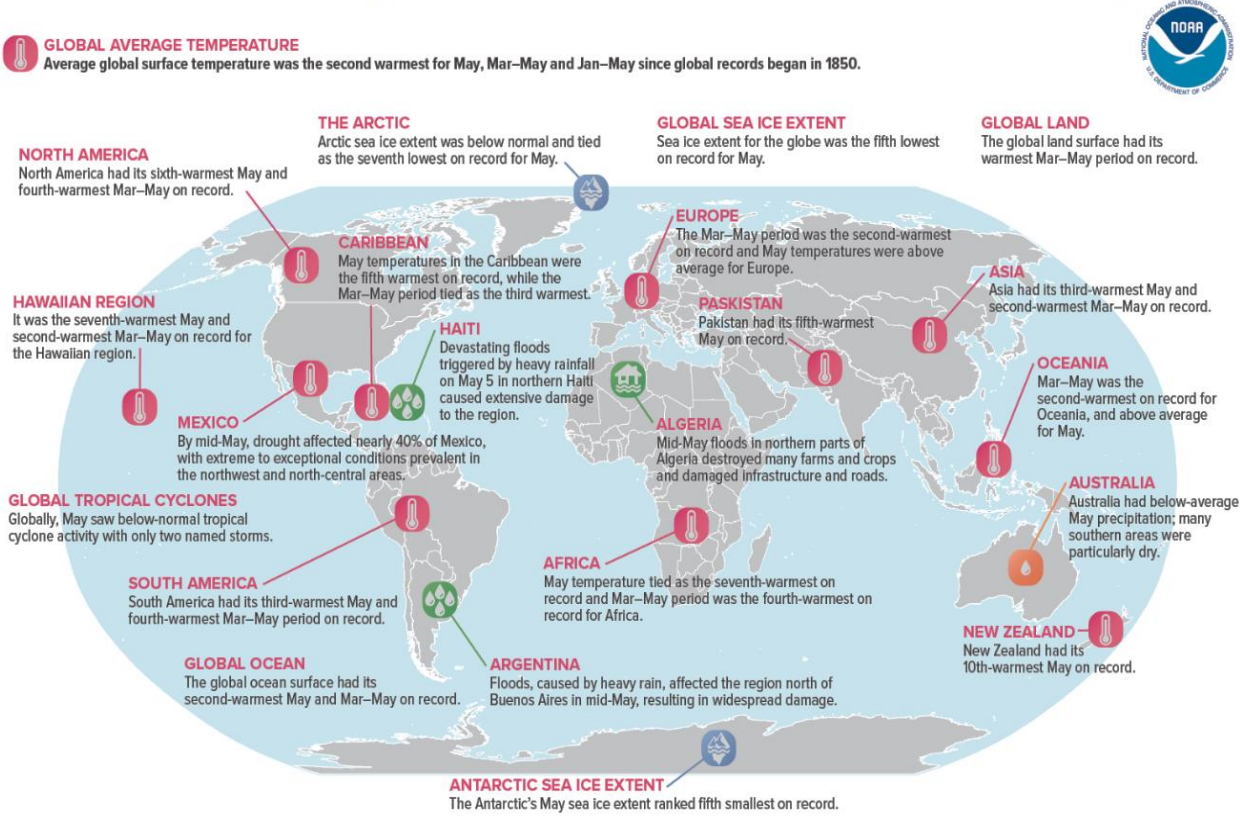 GLOBAL AVERAGE TEMPERATURE
Average global surface temperature was the second warmest for May, Mar–May and Jan–May since global records began in 1850.
NATIONAL OCEANIC AND ATMOSPHERIC ADMINISTRATION
NOAA
U.S. DEPARTMENT OF COMMERCE
THE ARCTIC
Arctic sea ice extent was below normal and tied
as the seventh lowest on record for May.
GLOBAL SEA ICE EXTENT
Sea ice extent for the globe was the fifth lowest
on record for May.
GLOBAL LAND
The global land surface had its
warmest Mar–May period on record.
NORTH AMERICA
North America had its sixth-warmest May and
fourth-warmest Mar–May on record.
CARIBBEAN
May temperatures in the Caribbean were
the fifth warmest on record, while the
Mar–May period tied as the third warmest.
EUROPE
The Mar–May period was the second-warmest
on record and May temperatures were above
average for Europe.
ASIA
Asia had its third-warmest May and
second-warmest Mar–May on record.
HAWAIIAN REGION
It was the seventh-warmest May and
second-warmest Mar–May on record for
the Hawaiian region.
HAITI
Devastating floods
triggered by heavy rainfall
on May 5 in northern Haiti
caused extensive damage
to the region.
PASKISTAN
Pakistan had its fifth-warmest
May on record.
OCEANIA
Mar–May was the
second-warmest on record for
Oceania, and above average
for May.
MEXICO
By mid-May, drought affected nearly 40% of Mexico,
with extreme to exceptional conditions prevalent in
the northwest and north-central areas.
ALGERIA
Mid-May floods in northern parts of
Algeria destroyed many farms and crops
and damaged infrastructure and roads.
GLOBAL TROPICAL CYCLONES
Globally, May saw below-normal tropical
cyclone activity with only two named storms.
AUSTRALIA
Australia had below-average
May precipitation; many
southern areas were
particularly dry.
SOUTH AMERICA
South America had its third-warmest May and
fourth-warmest Mar–May period on record.
AFRICA
May temperature tied as the seventh-warmest on
record and Mar–May period was the fourth-warmest on
record for Africa.
NEW ZEALAND
New Zealand had its
10th-warmest May on record.
GLOBAL OCEAN
The global ocean surface had its
second-warmest May and Mar–May on record.
ARGENTINA
Floods, caused by heavy rain, affected the region north of
Buenos Aires in mid-May, resulting in widespread damage.
ANTARCTIC SEA ICE EXTENT
The Antarctic's May sea ice extent ranked fifth smallest on record.